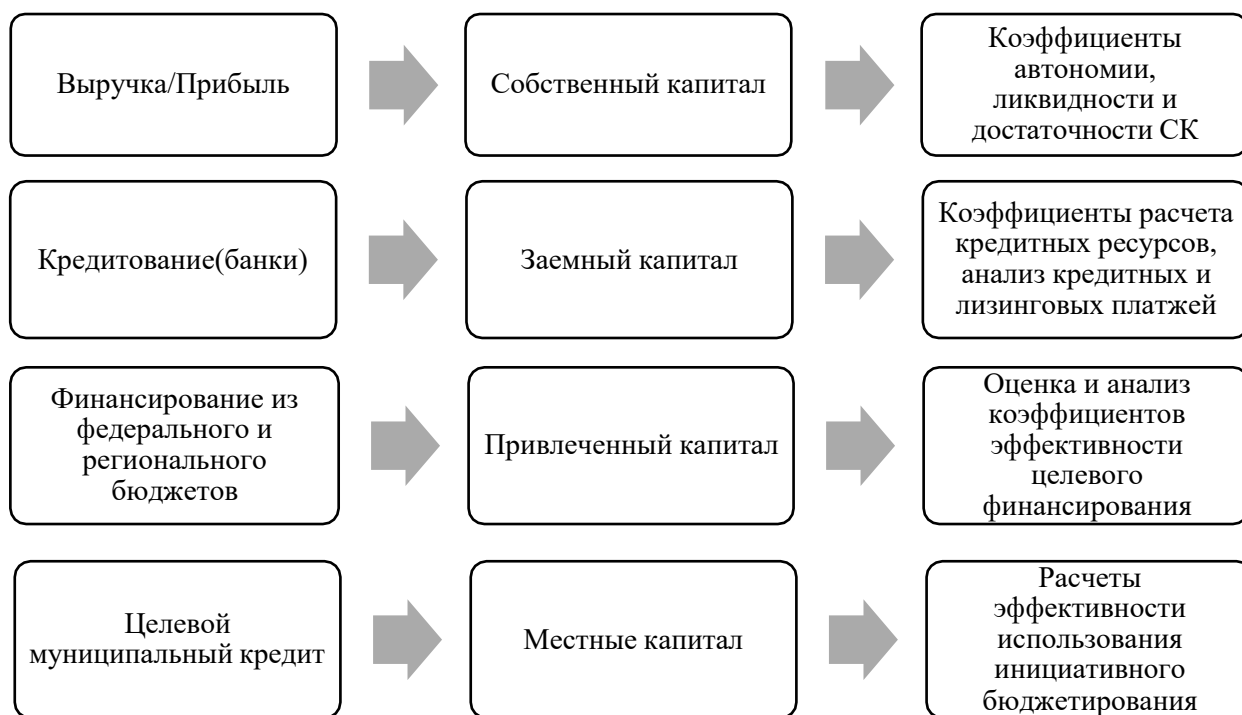 Выручка/Прибыль
Собственный капитал
Коэффициенты
автономии,
ликвидности и
достаточности СК
Кредитование(банки)
Заемный капитал
Коэффициенты расчета
кредитных ресурсов,
анализ кредитных и
лизинговых платжей
Финансирование из
федерального и
регионального
бюджетов
Привлеченный капитал
Оценка и анализ
коэффициентов
эффективности
целевого
финансирования
Целевой
муниципальный кредит
Местные капитал
Расчеты
эффективности
использования
инициативного
бюджетирования